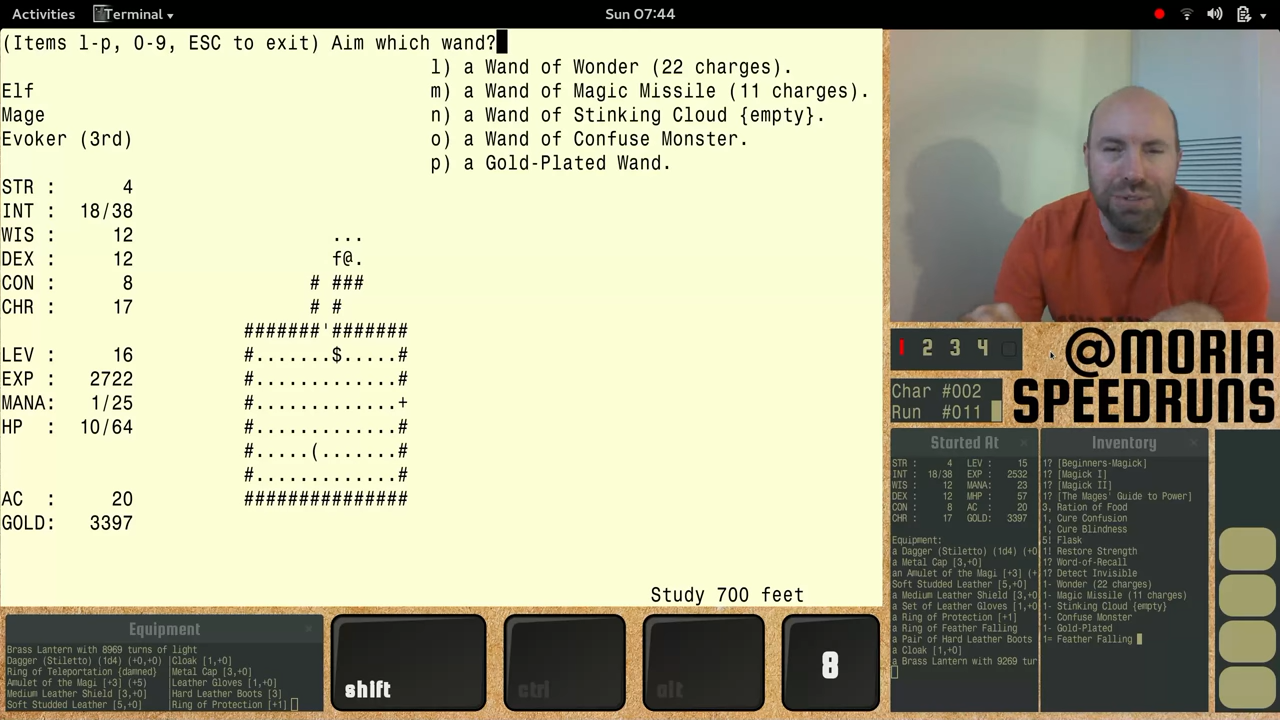 Activities Terminal Sun 07:44
(Items l-p, 0-9, ESC to exit) Aim which wand?
l) a Wand of Wonder (22 charges).
Elf m) a Wand of Magic Missile (11 charges).
Mage n) a Wand of Stinking Cloud {empty}.
Evoker (3rd) o) a Wand of Confuse Monster.
p) a Gold-Plated Wand.
STR : 4
INT : 18/38
WIS : 12 ...
DEX : 12 f@.
CON : 8 # ###
CHR : 17 # #
#######'#######
LEV : 16 #.......$.....#
EXP : 2722 #.............#
MANA: 1/25 #.............+
HP : 10/64 #.............#
#.....(.......#
#.............#
AC : 20 ###############
GOLD: 3397
Study 700 feet
1 2 3 4
@MORIA
SPEEDRUNS
Char #002
Run #011
Started At
STR : 4 LEV : 15
INT : 18/38 EXP : 2532
WIS : 12 MANA: 23
DEX : 12 MHP : 57
CON : 8 AC : 20
CHR : 17 GOLD: 3397
Equipment:
a Dagger (Stiletto) (1d4) (+0
a Metal Cap [3,+0]
an Amulet of the Magi [+3] (+
Soft Studded Leather [5,+0]
a Medium Leather Shield [3,+0
a Set of Leather Gloves [1,+0
a Ring of Protection [+1]
a Ring of Feather Falling
a Pair of Hard Leather Boots
a Cloak [1,+0]
a Brass Lantern with 9269 tur
Inventory
1? [Beginners-Magick]
1? [Magick I]
1? [Magick II]
1? [The Mages' Guide to Power]
3, Ration of Food
1, Cure Confusion
1, Cure Blindness
5! Flask
1! Restore Strength
1? Word-of-Recall
1? Detect Invisible
1- Wonder (22 charges)
1- Magic Missile (11 charges)
1- Stinking Cloud {empty}
1- Confuse Monster
1- Gold-Plated
1= Feather Falling
Equipment
Brass Lantern with 8969 turns of light
Dagger (Stiletto) (1d4) (+0,+0) |Cloak [1,+0]
Ring of Teleportation {damned} |Metal Cap [3,+0]
Amulet of the Magi [+3] (+5) |Leather Gloves [1,+0]
Medium Leather Shield [3,+0] |Hard Leather Boots [3]
Soft Studded Leather [5,+0] |Ring of Protection [+1]
shift ctrl alt 8